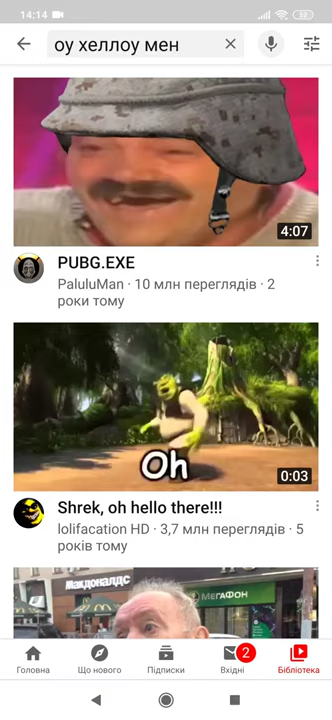 14:14
52
оу хеллоу мен
4:07
PUBG.EXE
PaluluMan · 10 млн переглядів · 2
роки тому
Oh
0:03
Shrek, oh hello there!!!
lolifacation HD · 3,7 млн переглядів · 5
років тому
Макдоналдс
МЕГАФОН
2
Головна
Що нового
Підписки
Вхідні
Бібліотека